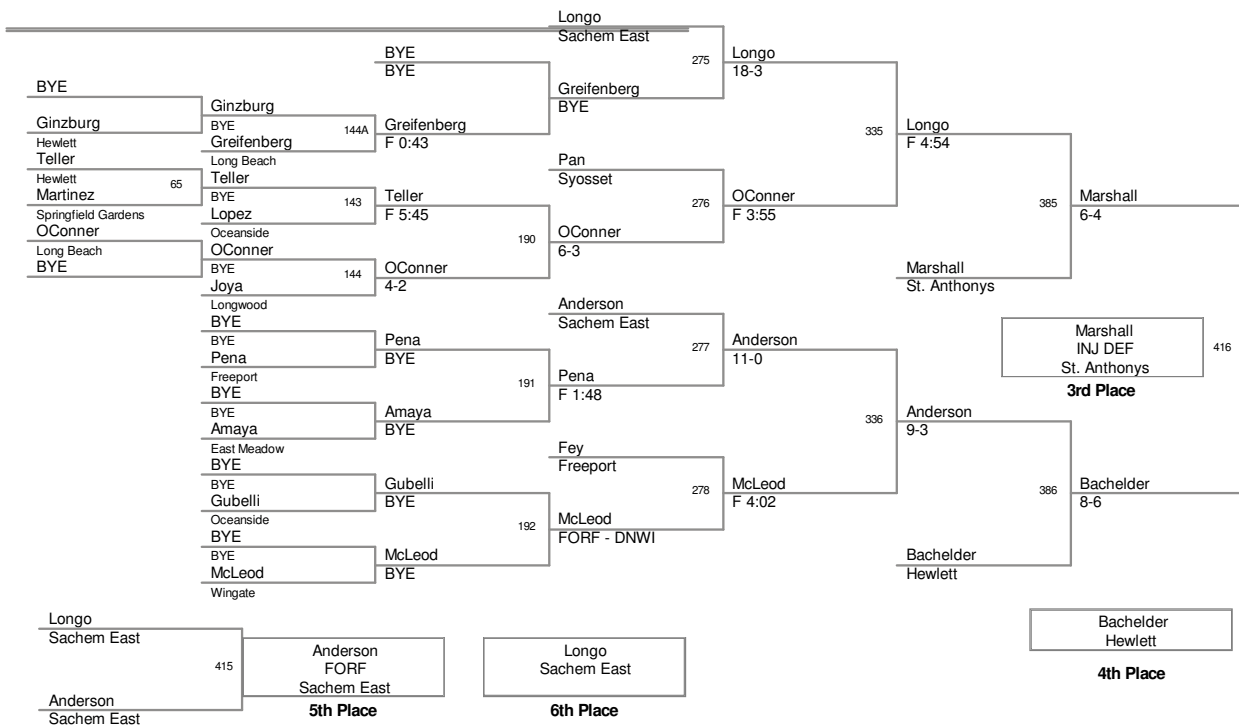 Longo
Sachem East
BYE
BYE
275
Longo
18-3
BYE
Greifenberg
BYE
Ginzburg
Ginzburg
BYE
144A
Greifenberg
F 0:43
335
Longo
F 4:54
Hewlett
Greifenberg
Teller
Long Beach
Pan
Syosset
Hewlett
65
Teller
BYE
143
Teller
F 5:45
276
OConner
F 3:55
385
Marshall
6-4
Martinez
Springfield Gardens
Lopez
Oceanside
190
OConner
6-3
OConner
Long Beach
OConner
BYE
144
OConner
4-2
BYE
Joya
Longwood
Marshall
St. Anthonys
Anderson
Sachem East
BYE
BYE
Pena
BYE
277
Anderson
11-0
Marshall
INJ DEF
St. Anthonys
416
3rd Place
Pena
Freeport
191
Pena
F 1:48
BYE
BYE
Amaya
BYE
336
Anderson
9-3
Amaya
East Meadow
Fey
Freeport
BYE
BYE
Gubelli
BYE
278
McLeod
F 4:02
386
Bachelder
8-6
Gubelli
Oceanside
192
McLeod
FORF - DNWI
BYE
BYE
McLeod
BYE
Bachelder
Hewlett
McLeod
Wingate
Longo
Sachem East
415
Anderson
FORF
Sachem East
5th Place
Longo
Sachem East
6th Place
Bachelder
Hewlett
4th Place
Anderson
Sachem East